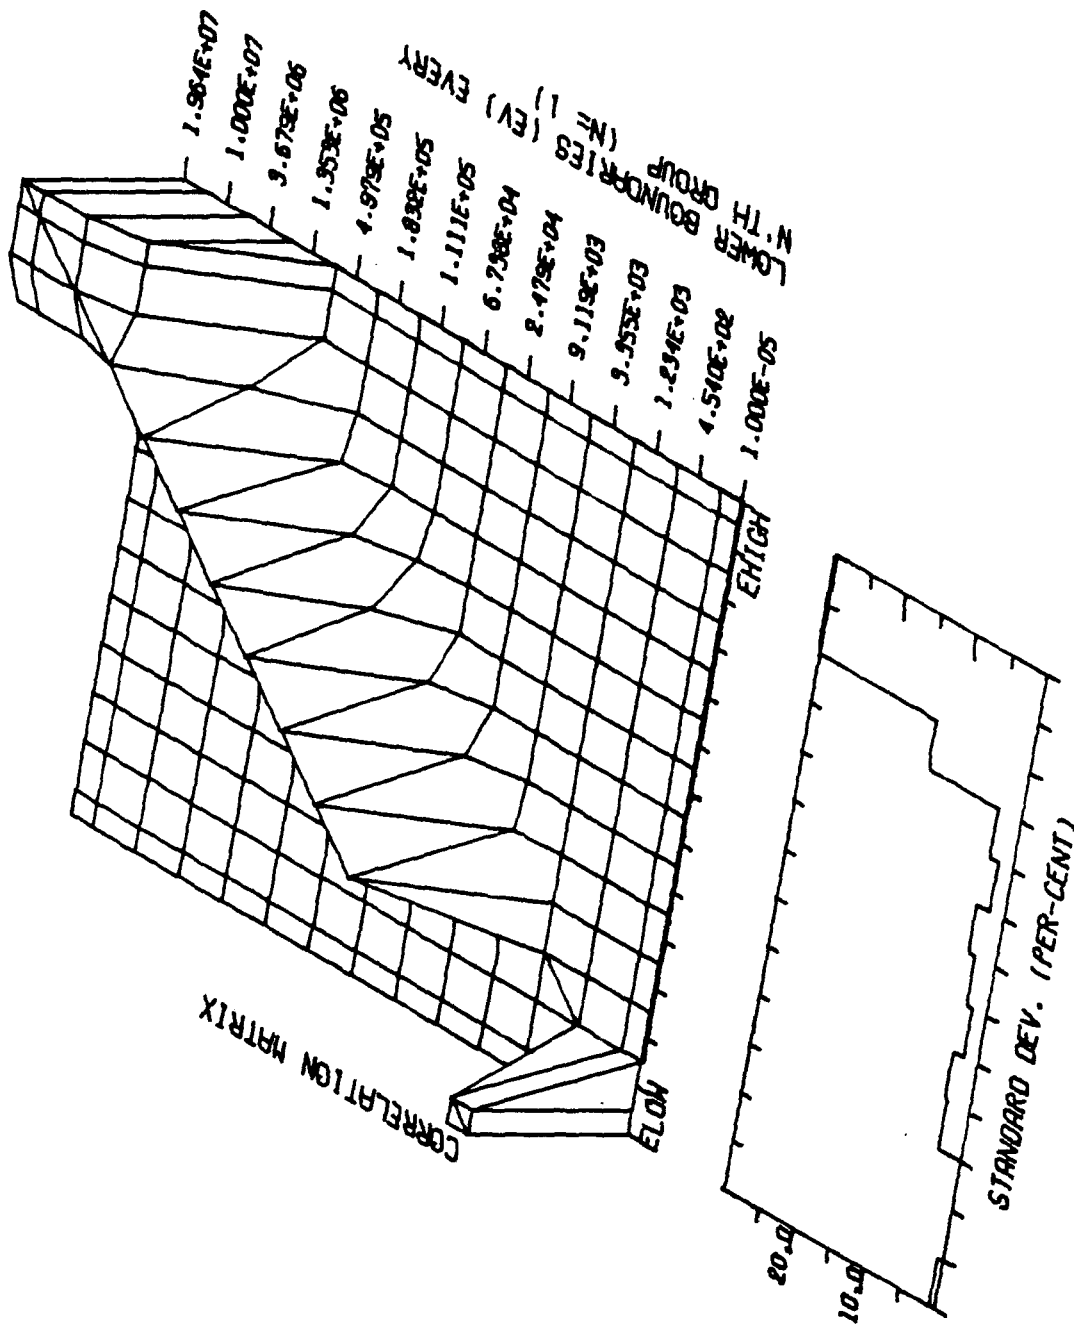 1.964E+07
1.000E+07
3.679E+06
1.353E+06
4.979E+05
1.832E+05
1.111E+05
6.738E+04
2.479E+04
9.119E+03
3.355E+03
1.234E+03
4.540E+02
1.000E-05
LOWER BOUNDARIES (EV) EVERY
N'TH GROUP (N= 1)
CORRELATION MATRIX
ELOW
EHIGH
20.0
10.0
STANDARD DEV. (PER-CENT)